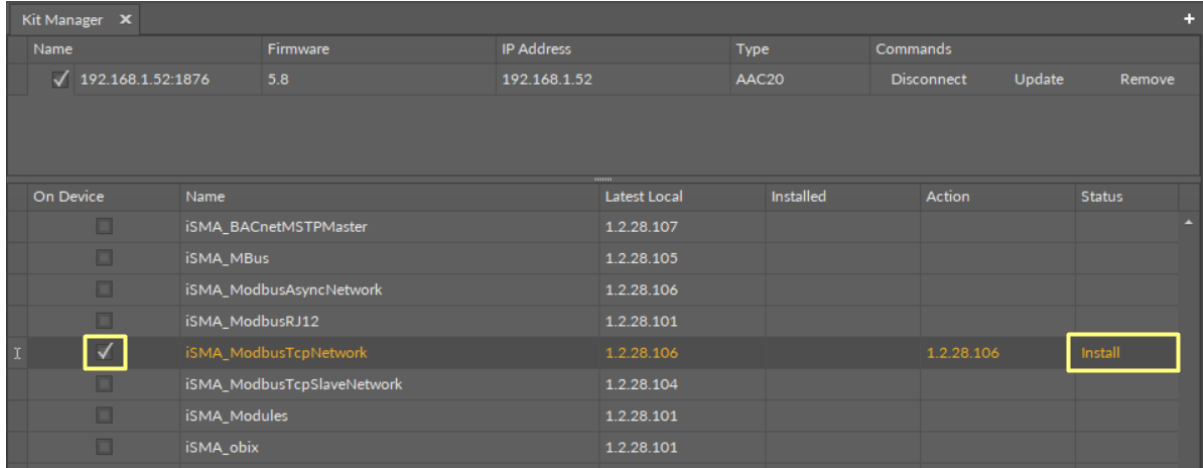 Kit Manager X +
Name Firmware IP Address Type Commands
192.168.1.52:1876 5.8 192.168.1.52 AAC20 Disconnect Update Remove
On Device Name Latest Local Installed Action Status
iSMA_BACnetMSTPMaster 1.2.28.107
iSMA_MBus 1.2.28.105
iSMA_ModbusAsyncNetwork 1.2.28.106
iSMA_ModbusRJ12 1.2.28.101
iSMA_ModbusTcpNetwork 1.2.28.106 1.2.28.106 Install
iSMA_ModbusTcpSlaveNetwork 1.2.28.104
iSMA_Modules 1.2.28.101
iSMA_obix 1.2.28.101